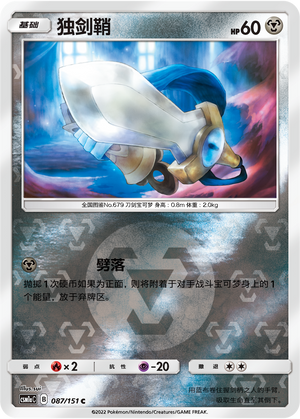 基础
独剑鞘
HP60
全国图鉴No.679 刀剑宝可梦 身高:0.8m 体重:2.0kg
劈落
抛掷1次硬币如果为正面,则将附着于对手战斗宝可梦身上的1
个能量,放于弃牌区。
弱点 ×2 抗性 -20 撤退
CSM1aC B 087/151 C
©2022 Pokémon/Nintendo/Creatures/GAME FREAK.